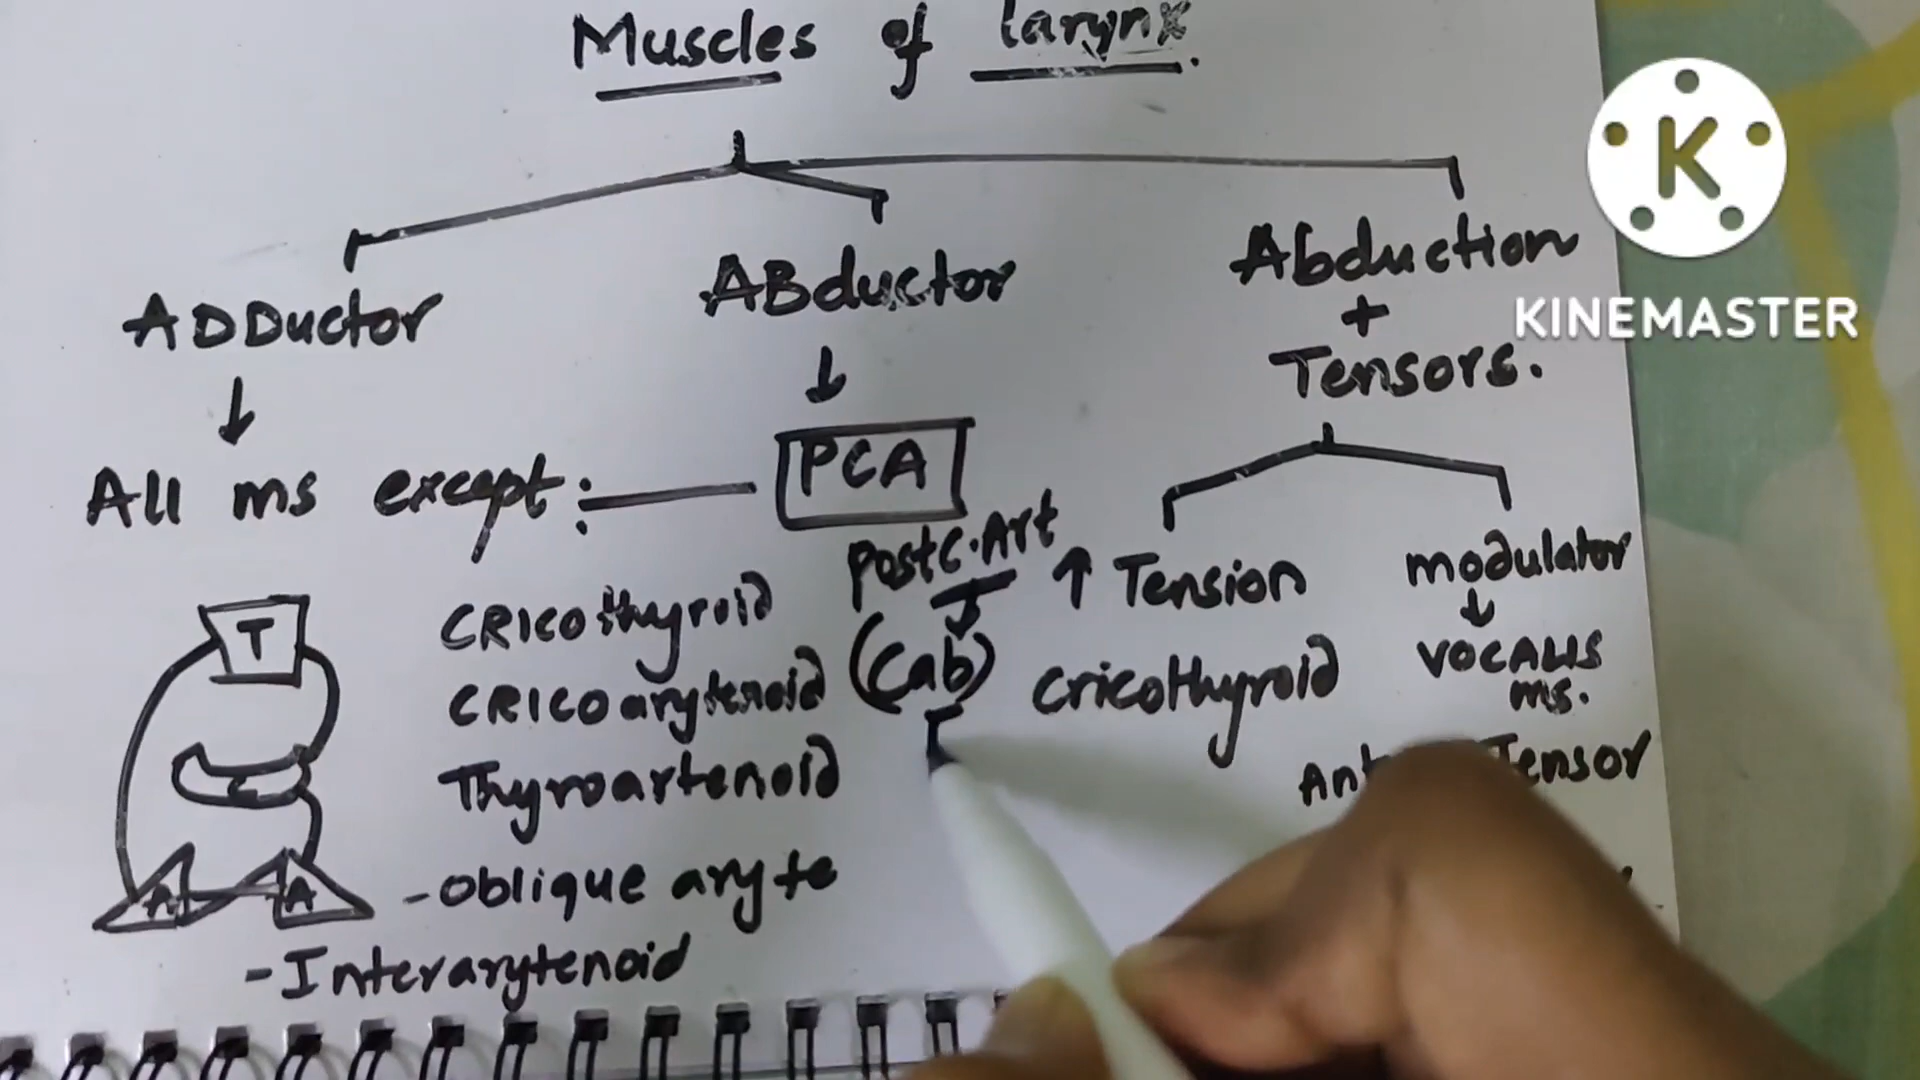 Muscles of larynx.
ADDuctor
ABductor
Abduction
+
Tensors.
All ms except:
PCA
Post C.Art
(Cab)
↑ Tension
modulator
CRICOthyroid
CRICOarytenoid
Thyroartenoid
-oblique aryte
-Interarytenoid
cricothyroid
VOCALIS
ms.
Tensor
T
A
A
K
KINEMASTER